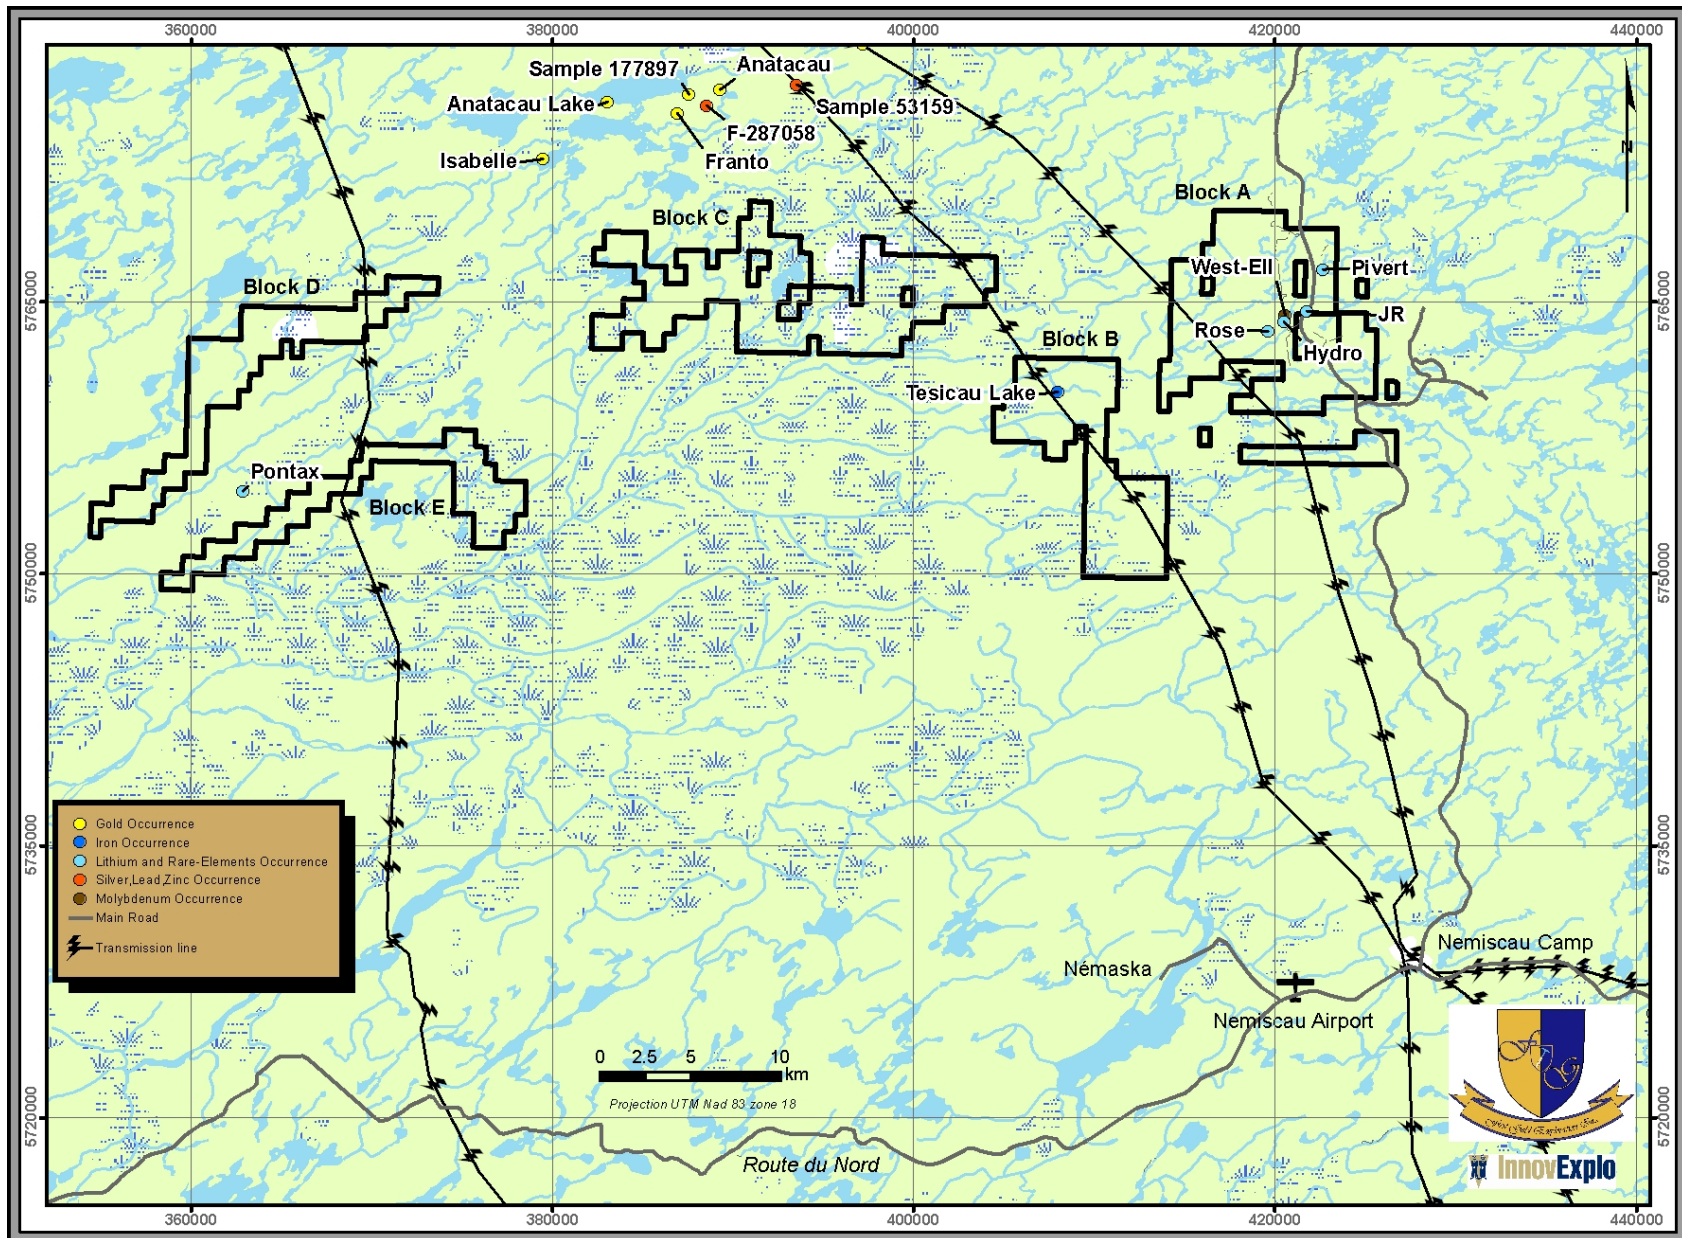 360000
380000
400000
420000
440000
Sample 177897
Anatacau
Anatacau Lake
Sample 53159
F-287058
Isabelle
Franto
N
Block A
Block C
West-Ell
Pivert
Block D
5765000
5765000
JR
Rose
Block B
Hydro
Tesicau Lake
Pontax
Block E
5750000
5750000
Gold Occurrence
Iron Occurrence
Lithium and Rare-Elements Occurrence
Silver,Lead,Zinc Occurrence
Molybdenum Occurrence
Main Road
Transmission line
5735000
5735000
Nemiscau Camp
Némaska
Nemiscau Airport
0 2.5 5 10
km
Projection UTM Nad 83 zone 18
5720000
5720000
Route du Nord
First Gold Exploration Inc.
InnovExplo
360000
380000
400000
420000
440000